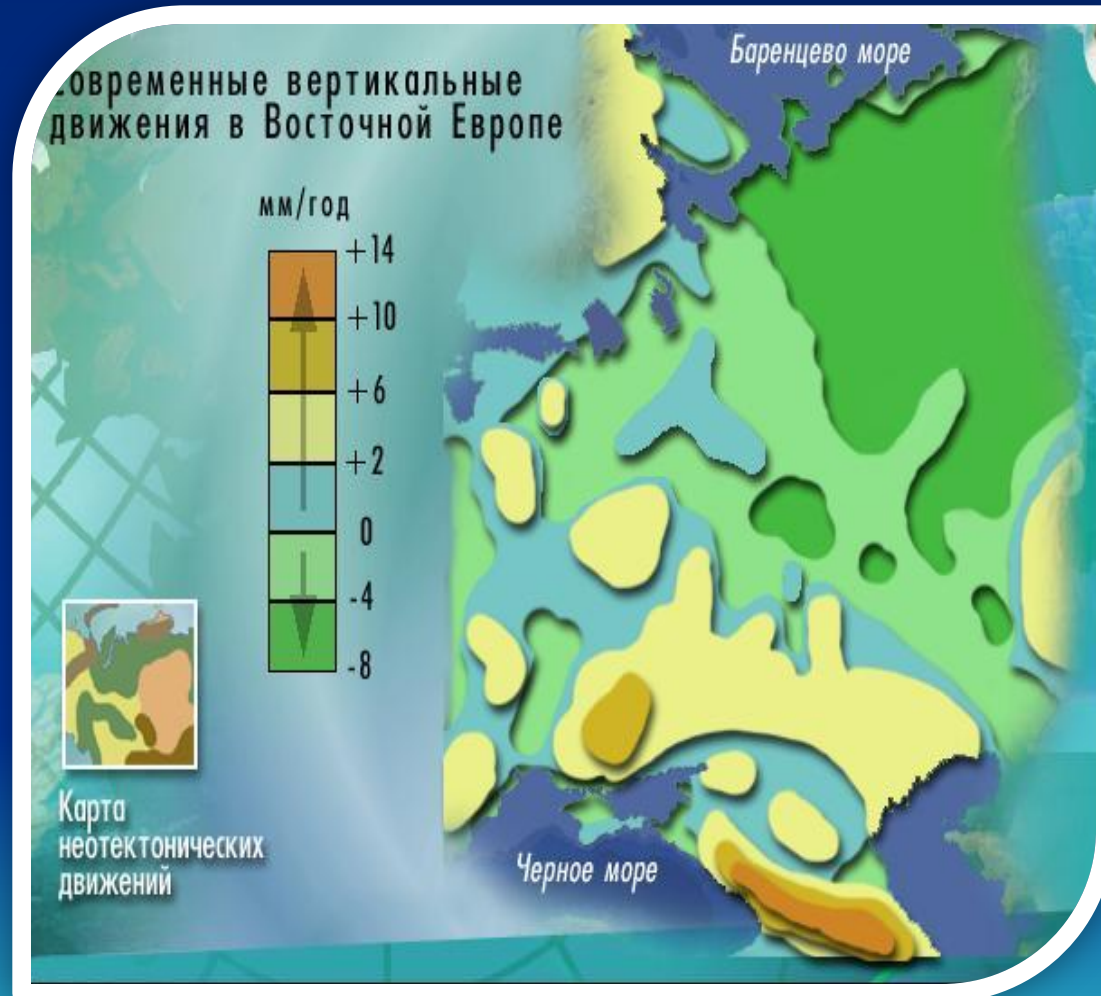 Современные вертикальные
движения в Восточной Европе
Баренцево море
мм/год
+14
+10
+6
+2
0
-4
-8
Карта
неотектонических
движений
Черное море